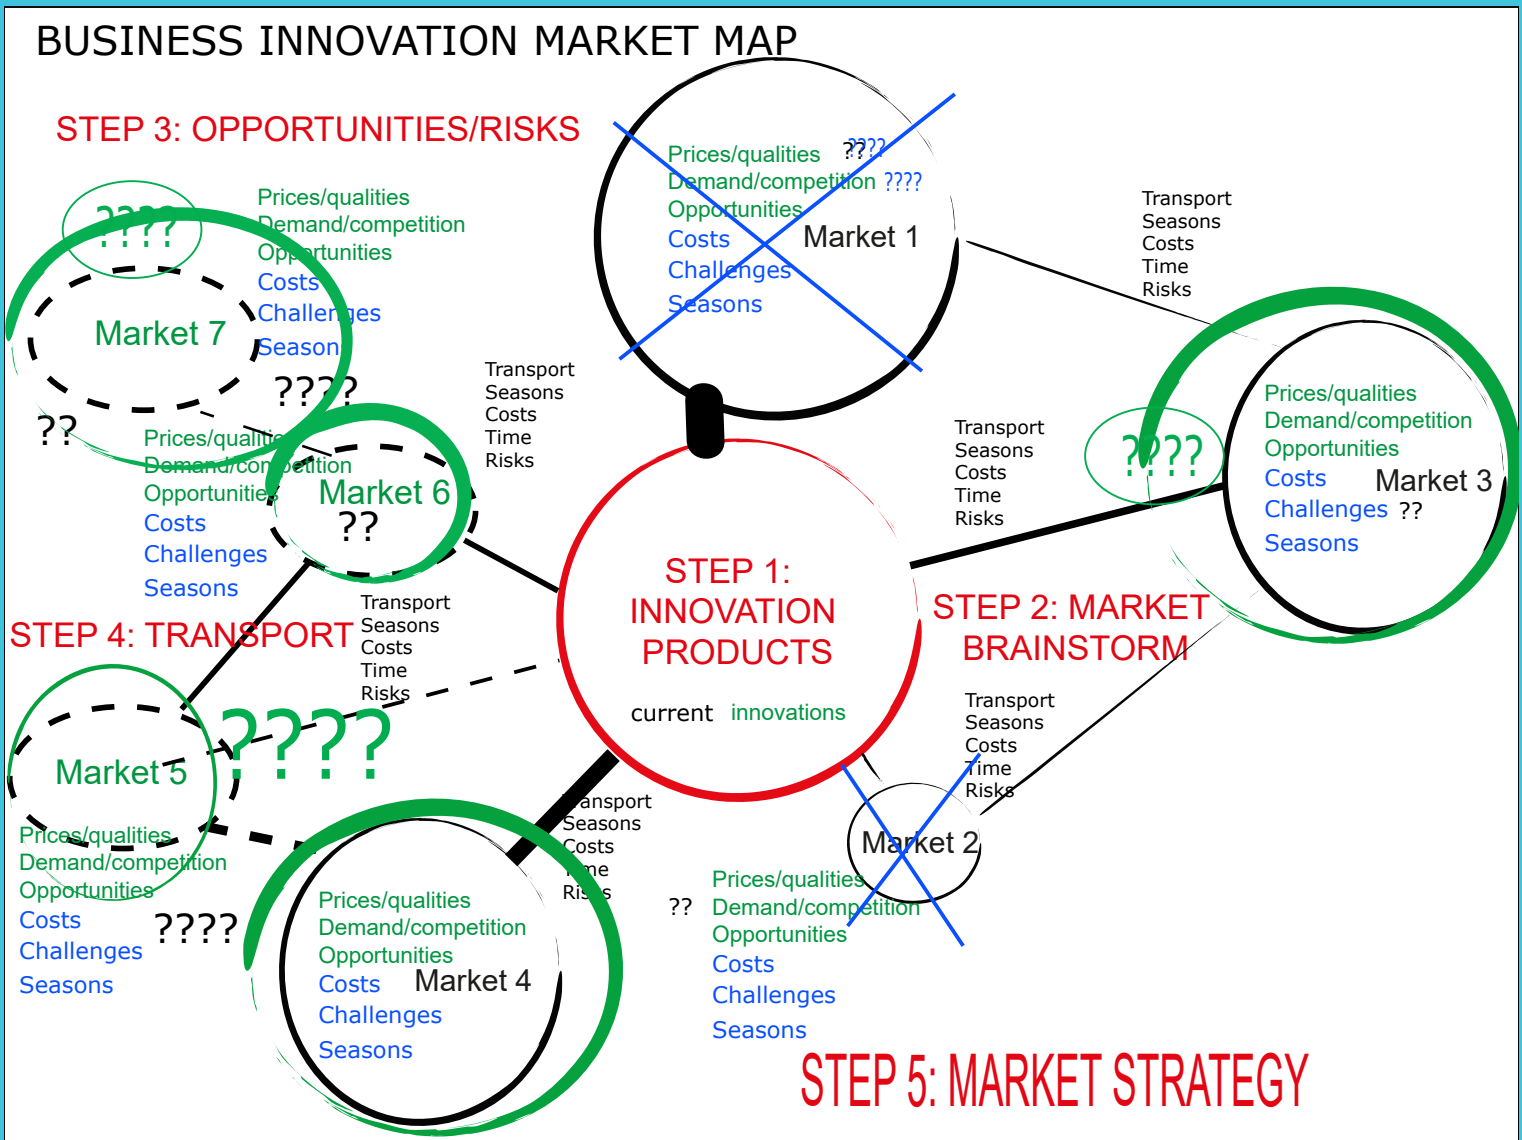 BUSINESS INNOVATION MARKET MAP
STEP 3: OPPORTUNITIES/RISKS
Prices/qualities ??
????
Demand/competition ????
Opportunities
Costs
Market 1
Challenges
Seasons
Transport
Seasons
Costs
Time
Risks
????
Prices/qualities
Demand/competition
Opportunities
Costs
Challenges
Seasons
Market 7
????
??
Transport
Seasons
Costs
Time
Risks
Prices/qualities
Demand/competition
Opportunities
Costs
Challenges
Seasons
Market 6
??
Transport
Seasons
Costs
Time
Risks
????
Prices/qualities
Demand/competition
Opportunities
Costs
Market 3
Challenges ??
Seasons
STEP 1:
INNOVATION
PRODUCTS
current innovations
STEP 2: MARKET
BRAINSTORM
STEP 4: TRANSPORT
Transport
Seasons
Costs
Time
Risks
Transport
Seasons
Costs
Time
Risks
Market 5
????
Prices/qualities
Demand/competition
Opportunities
Costs
Challenges
Seasons
????
Transport
Seasons
Costs
Time
Risks
Market 2
Prices/qualities
?? Demand/competition
Opportunities
Costs
Challenges
Seasons
Prices/qualities
Demand/competition
Opportunities
Costs
Market 4
Challenges
Seasons
STEP 5: MARKET STRATEGY